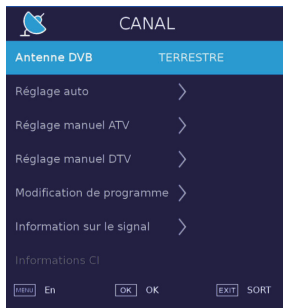 CANAL
Antenne DVB TERRESTRE
Réglage auto
Réglage manuel ATV
Réglage manuel DTV
Modification de programme
Information sur le signal
Informations CI
MENU En OK OK EXIT SORT